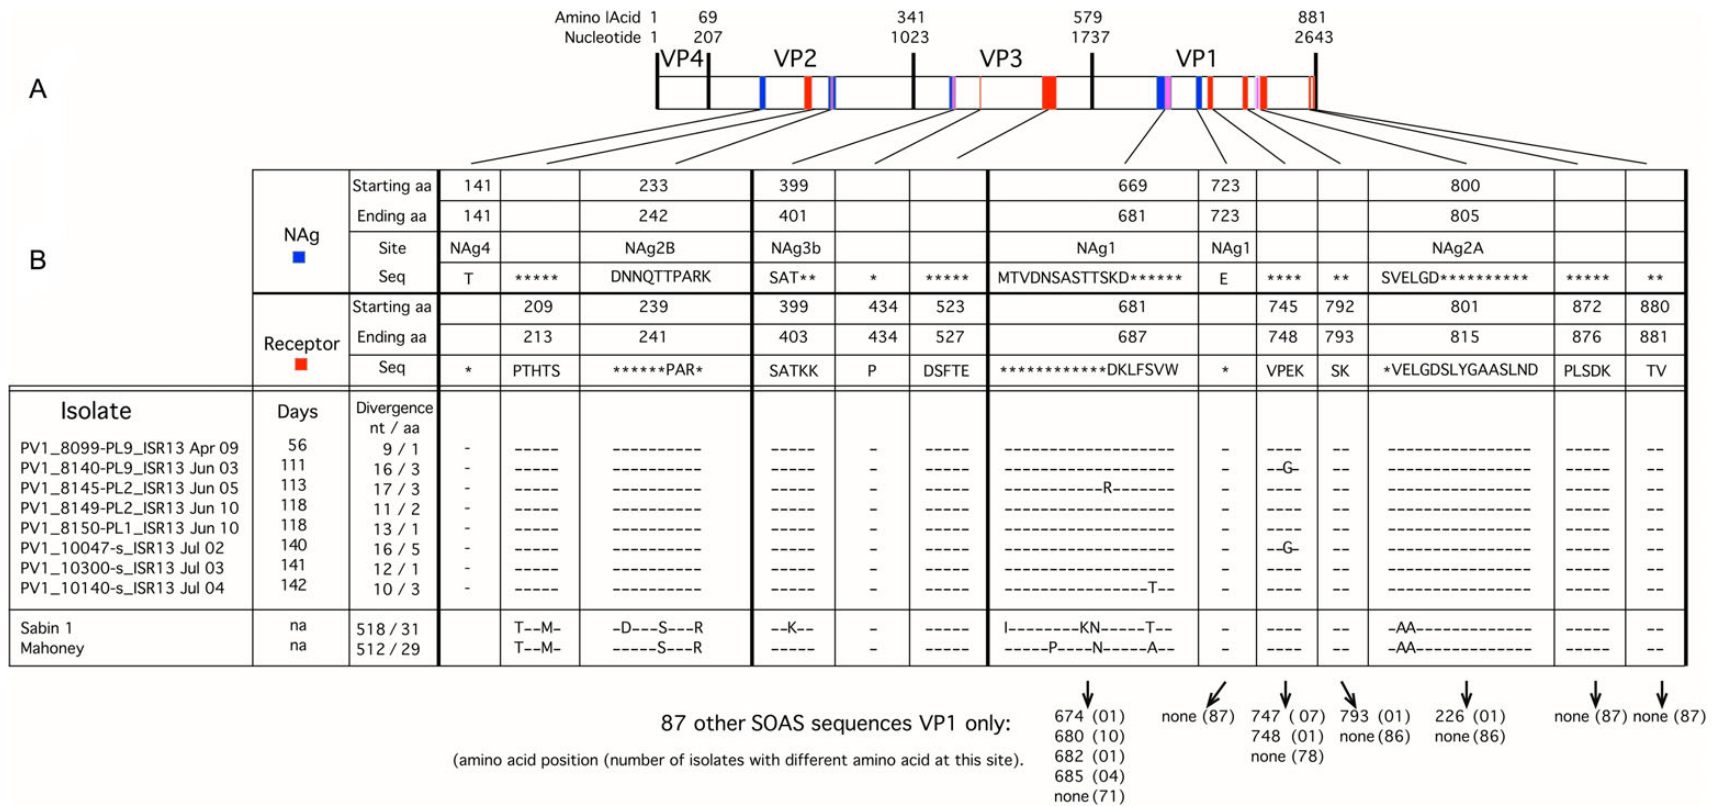 Amino lAcid 1 69 341 579 881
Nucleotide 1 207 1023 1737 2643
VP4 VP2 VP3 VP1
A
B
NAg
Starting aa 141 233 399 669 723 800
Ending aa 141 242 401 681 723 805
Site NAg4 NAg2B NAg3b NAg1 NAg1 NAg2A
Seq T ***** DNNQTTPARK SAT** * ***** MTVDNSASTTSKD****** E **** ** SVELGD********** ***** **
Receptor
Starting aa 209 239 399 434 523 681 745 792 801 872 880
Ending aa 213 241 403 434 527 687 748 793 815 876 881
Seq * PTHTS ******PAR* SATKK P DSFTE ************DKLFSVW * VPEK SK *VELGDSLYGAASLND PLSDK TV
Isolate Days Divergence
nt / aa
PV1_8099-PL9_ISR13 Apr 09 56 9 / 1 - ----- ---------- ----- - ----- ------------------- - ---- -- ---------------- ----- --
PV1_8140-PL9_ISR13 Jun 03 111 16 / 3 - ----- ---------- ----- - ----- ------------------- - --G- -- ---------------- ----- --
PV1_8145-PL2_ISR13 Jun 05 113 17 / 3 - ----- ---------- ----- - ----- ------------R------- - ---- -- ---------------- ----- --
PV1_8149-PL2_ISR13 Jun 10 118 11 / 2 - ----- ---------- ----- - ----- ------------------- - ---- -- ---------------- ----- --
PV1_8150-PL1_ISR13 Jun 10 118 13 / 1 - ----- ---------- ----- - ----- ------------------- - ---- -- ---------------- ----- --
PV1_10047-s_ISR13 Jul 02 140 16 / 5 - ----- ---------- ----- - ----- ------------------- - --G- -- ---------------- ----- --
PV1_10300-s_ISR13 Jul 03 141 12 / 1 - ----- ---------- ----- - ----- ------------------- - ---- -- ---------------- ----- --
PV1_10140-s_ISR13 Jul 04 142 10 / 3 - ----- ---------- ----- - ----- -----------------T-- - ---- -- ---------------- ----- --
Sabin 1 na 518 / 31 T--M- -D---S---R --K-- - ----- I---------KN-----T-- - ---- -- -AA------------- ----- --
Mahoney na 512 / 29 T--M- -----S---R ----- - ----- -----P----N-----A-- - ---- -- -AA------------- ----- --
87 other SOAS sequences VP1 only:
(amino acid position (number of isolates with different amino acid at this site).
674 (01) none (87) 747 ( 07) 793 (01) 226 (01) none (87) none (87)
680 (10) 748 (01) none (86) none (86)
682 (01) none (78)
685 (04)
none (71)